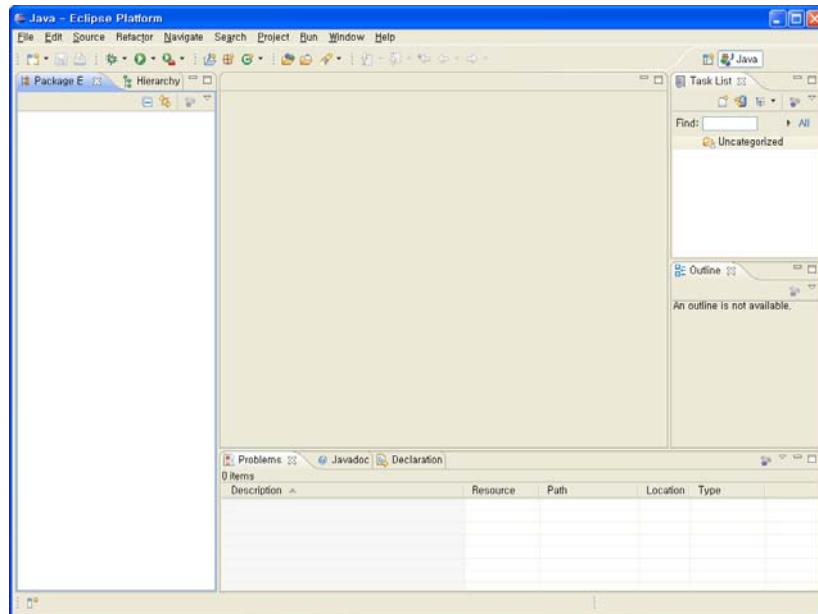 Java - Eclipse Platform
File Edit Source Refactor Navigate Search Project Run Window Help
Java
Package E
Hierarchy
Task List
Find:
All
Uncategorized
Outline
An outline is not available.
Problems
Javadoc
Declaration
0 items
Description
Resource
Path
Location
Type